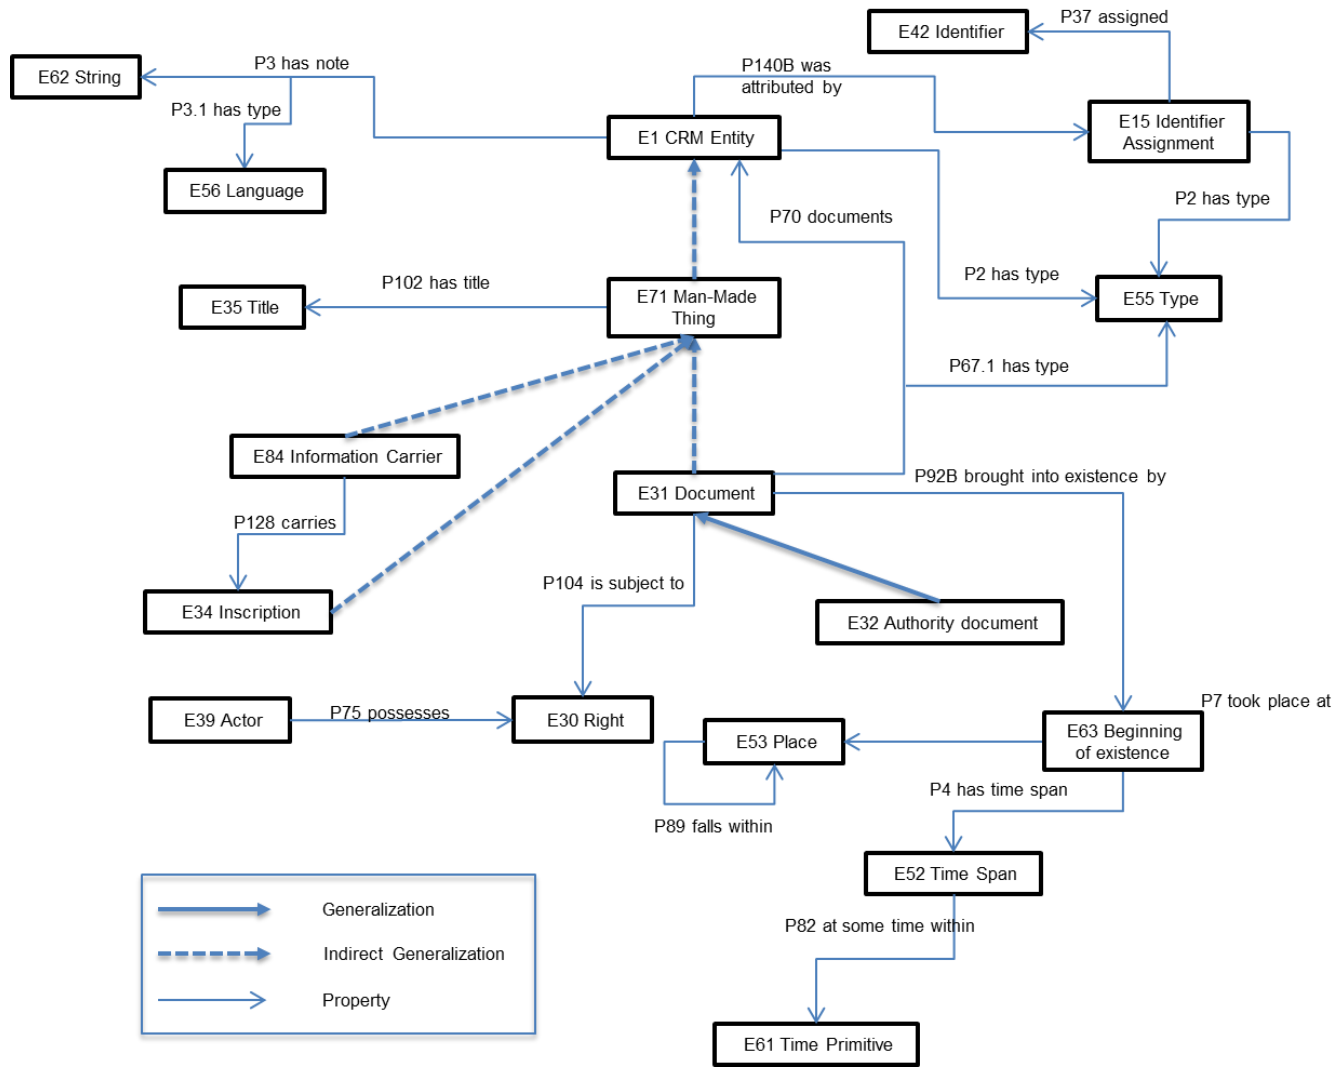 E42 Identifier
P37 assigned
E62 String
P3 has note
P140B was
attributed by
P3.1 has type
E1 CRM Entity
E15 Identifier
Assignment
E56 Language
P70 documents
P2 has type
P102 has title
P2 has type
E35 Title
E71 Man-Made
Thing
E55 Type
P67.1 has type
E84 Information Carrier
P92B brought into existence by
E31 Document
P128 carries
P104 is subject to
E34 Inscription
E32 Authority document
E39 Actor
P75 possesses
E30 Right
P7 took place at
E53 Place
E63 Beginning
of existence
P4 has time span
P89 falls within
E52 Time Span
Generalization
P82 at some time within
Indirect Generalization
Property
E61 Time Primitive